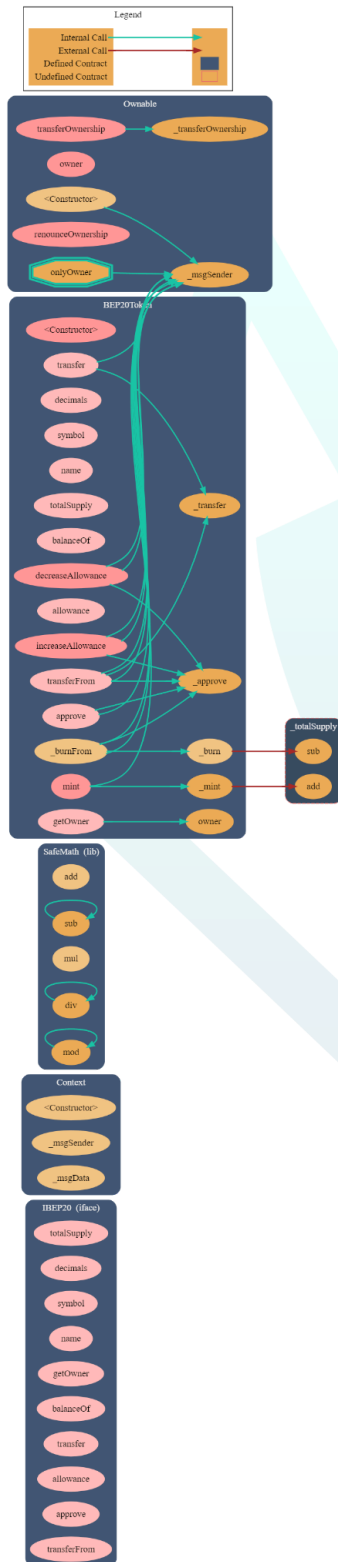 Legend
Internal Call
External Call
Defined Contract
Undefined Contract
Ownable
transferOwnership
_transferOwnership
owner
<Constructor>
renounceOwnership
onlyOwner
_msgSender
BEP20Token
<Constructor>
transfer
decimals
symbol
name
totalSupply
_transfer
balanceOf
decreaseAllowance
allowance
increaseAllowance
transferFrom
_approve
approve
_totalSupply
_burnFrom
_burn
sub
mint
_mint
add
getOwner
owner
SafeMath (lib)
add
sub
mul
div
mod
Context
<Constructor>
_msgSender
_msgData
IBEP20 (iface)
totalSupply
decimals
symbol
name
getOwner
balanceOf
transfer
allowance
approve
transferFrom